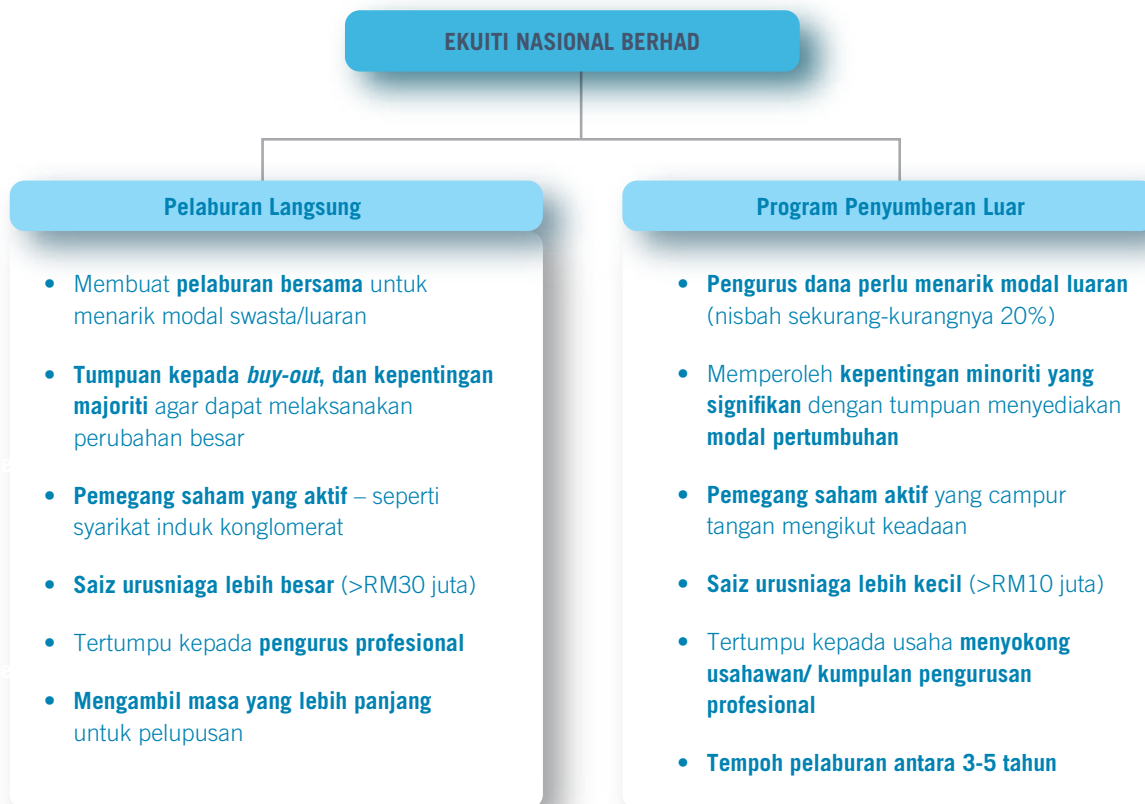 EKUITI NASIONAL BERHAD
Pelaburan Langsung
• Membuat pelaburan bersama untuk
menarik modal swasta/luaran
• Tumpuan kepada buy-out, dan kepentingan
majoriti agar dapat melaksanakan
perubahan besar
• Pemegang saham yang aktif – seperti
syarikat induk konglomerat
• Saiz urusniaga lebih besar (>RM30 juta)
• Tertumpu kepada pengurus profesional
• Mengambil masa yang lebih panjang
untuk pelupusan
Program Penyumberan Luar
• Pengurus dana perlu menarik modal luaran
(nisbah sekurang-kurangnya 20%)
• Memperoleh kepentingan minoriti yang
signifikan dengan tumpuan menyediakan
modal pertumbuhan
• Pemegang saham aktif yang campur
tangan mengikut keadaan
• Saiz urusniaga lebih kecil (>RM10 juta)
• Tertumpu kepada usaha menyokong
usahawan/ kumpulan pengurusan
profesional
• Tempoh pelaburan antara 3-5 tahun